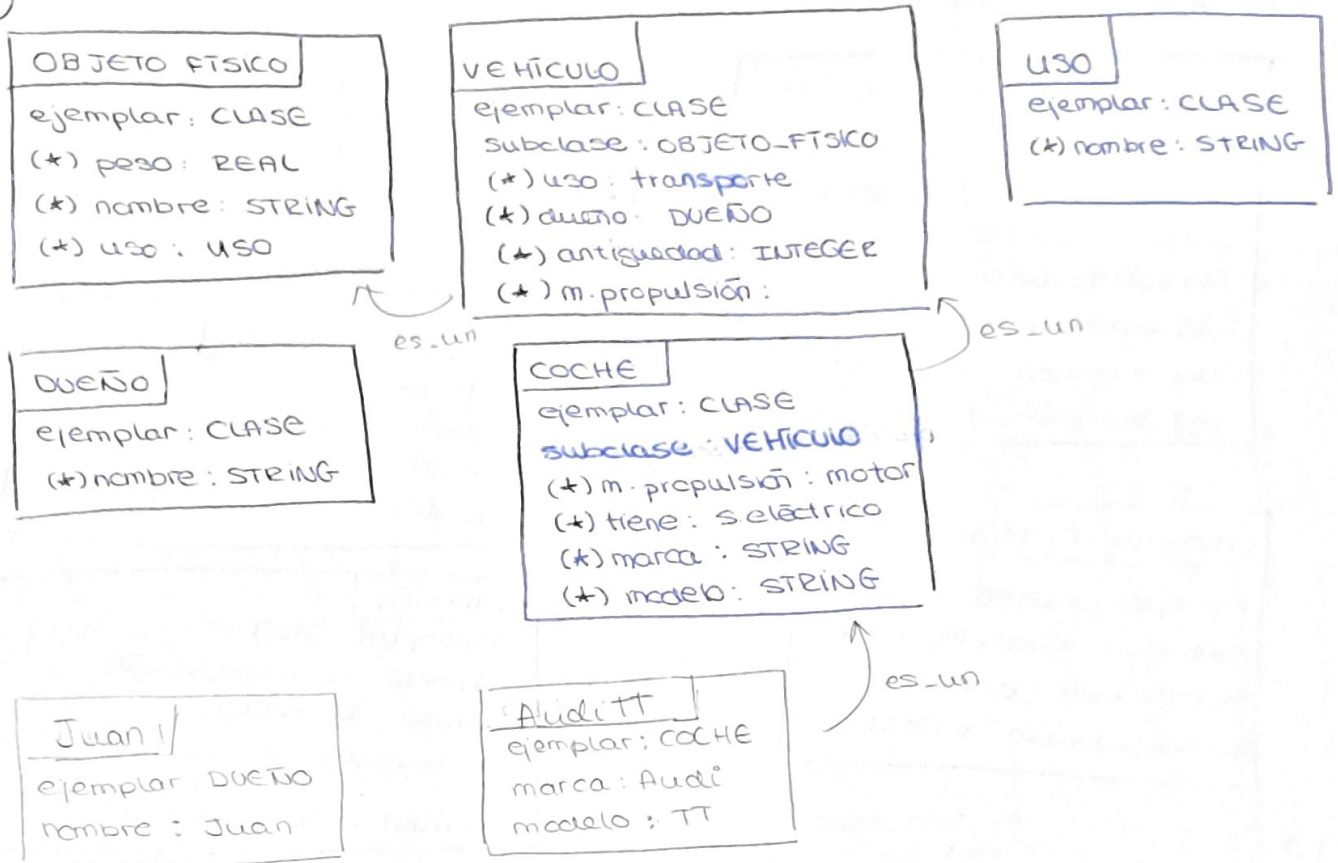 OBJETO FÍSICO
ejemplar: CLASE
(*) peso: REAL
(*) nombre: STRING
(*) uso: USO
VEHÍCULO
ejemplar: CLASE
subclase: OBJETO_FÍSICO
(*) uso: transporte
(*) dueño: DUEÑO
(*) antiguedad: INTEGER
(*) m.propulsión:
USO
ejemplar: CLASE
(*) nombre: STRING
es_un
es_un
DUEÑO
ejemplar: CLASE
(*) nombre: STRING
COCHE
ejemplar: CLASE
subclase: VEHÍCULO
(*) m.propulsión: motor
(*) tiene: s.eléctrico
(*) marca: STRING
(*) modelo: STRING
es_un
Juan
ejemplar: DUEÑO
nombre: Juan
Audi TT
ejemplar: COCHE
marca: Audi
modelo: TT